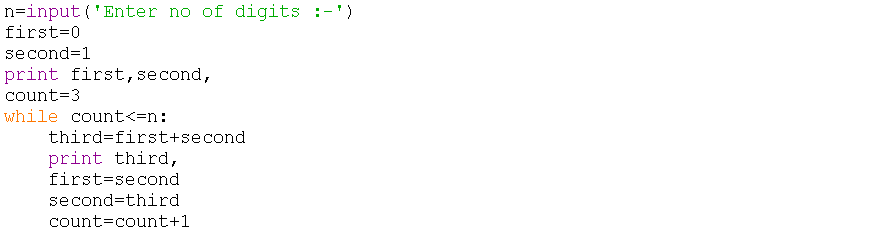 n=input('Enter no of digits :-')
first=0
second=1
print first,second,
count=3
while count<=n:
    third=first+second
    print third,
    first=second
    second=third
    count=count+1